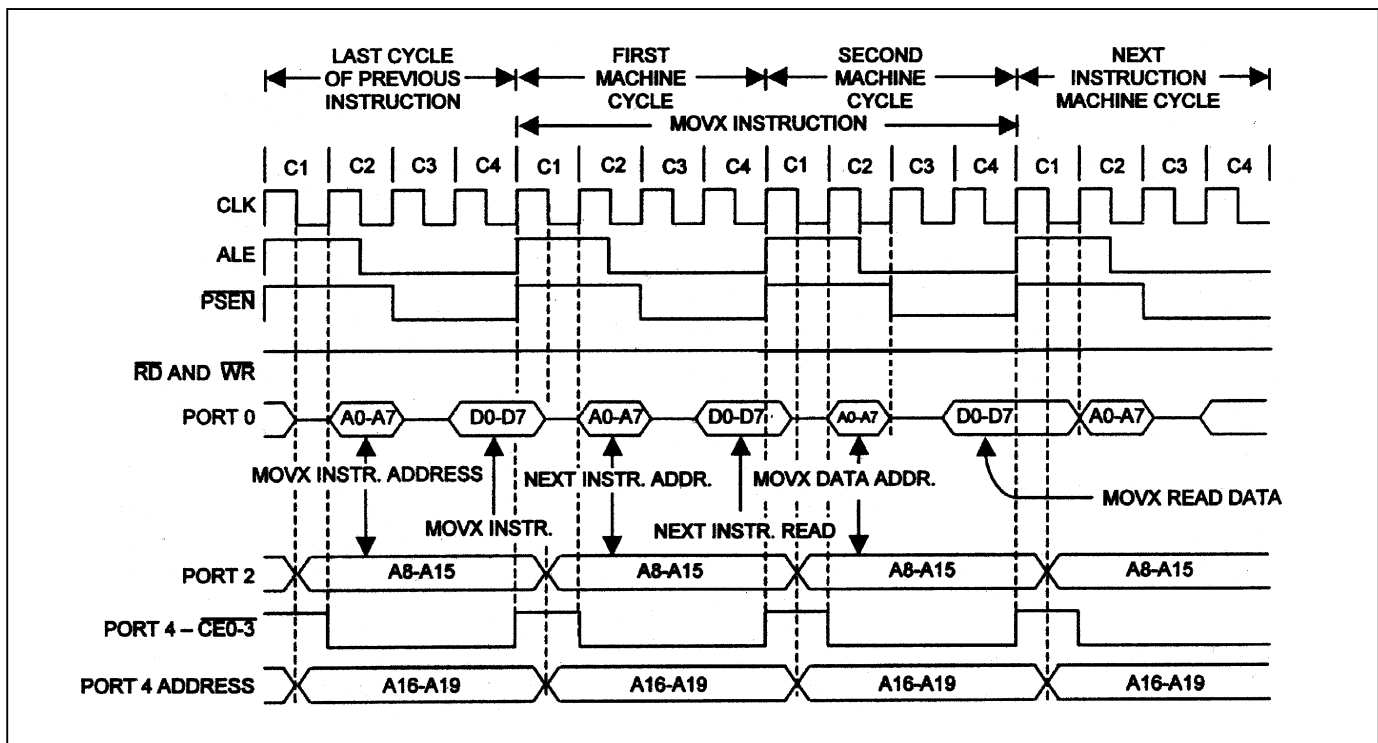 LAST CYCLE
OF PREVIOUS
INSTRUCTION
FIRST
MACHINE
CYCLE
SECOND
MACHINE
CYCLE
NEXT
INSTRUCTION
MACHINE CYCLE
MOVX INSTRUCTION
C1 C2 C3 C4 C1 C2 C3 C4 C1 C2 C3 C4 C1 C2 C3 C4
CLK
ALE
PSEN
RD AND WR
PORT 0 A0-A7 D0-D7 A0-A7 D0-D7 A0-A7 D0-D7 A0-A7
MOVX INSTR. ADDRESS NEXT INSTR. ADDR. MOVX DATA ADDR.
MOVX READ DATA
MOVX INSTR. NEXT INSTR. READ
PORT 2 A8-A15 A8-A15 A8-A15 A8-A15
PORT 4 – CE0-3
PORT 4 ADDRESS A16-A19 A16-A19 A16-A19 A16-A19